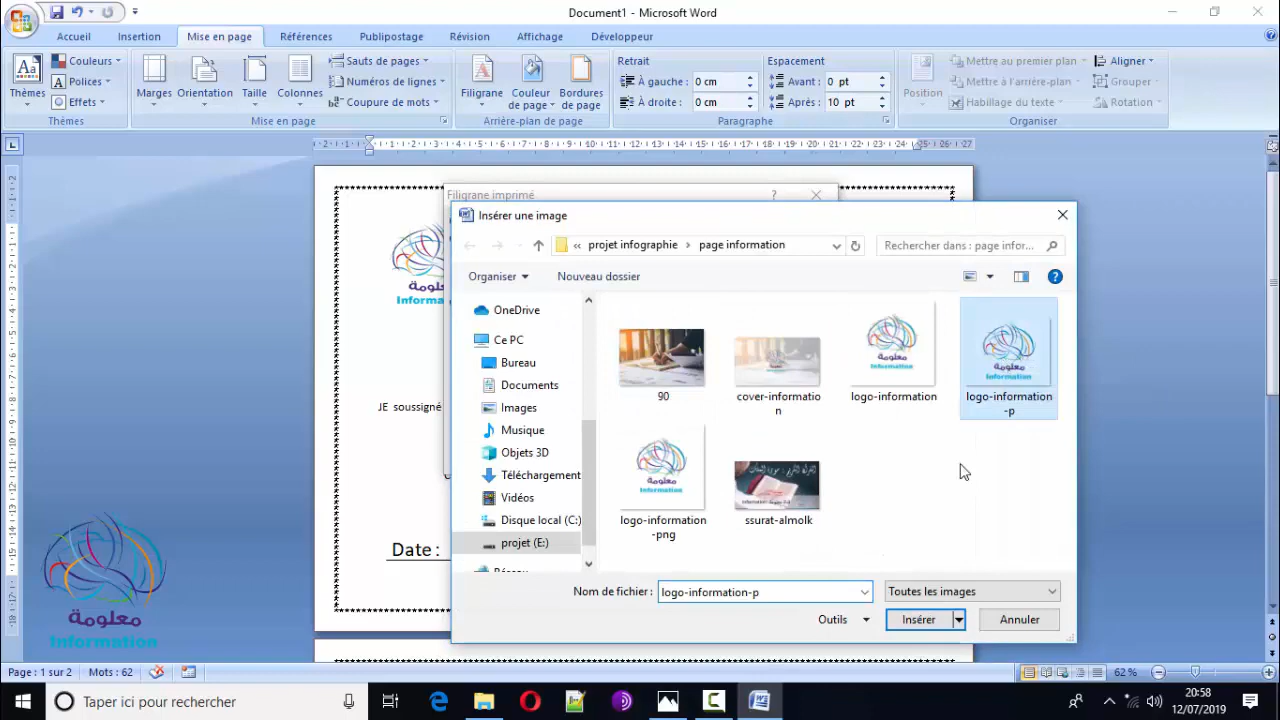 Document1 - Microsoft Word
Accueil
Insertion
Mise en page
Références
Publipostage
Révision
Affichage
Développeur
Thèmes
Couleurs
Polices
Effets
Thèmes
Marges
Orientation
Taille
Colonnes
Sauts de pages
Numéros de lignes
Coupure de mots
Mise en page
Filigrane
Couleur de page
Bordures de pages
Arrière-plan de page
Retrait
À gauche : 0 cm
À droite : 0 cm
Espacement
Avant : 0 pt
Après : 10 pt
Paragraphe
Position
Mettre au premier plan
Mettre à l'arrière-plan
Habillage du texte
Aligner
Grouper
Rotation
Organiser
Filigrane imprimé
?
Insérer une image
projet infographie
page information
Rechercher dans : page infor...
Organiser
Nouveau dossier
OneDrive
Ce PC
Bureau
Documents
Images
Musique
Objets 3D
Téléchargement
Vidéos
Disque local (C:)
projet (E:)
90
cover-informatio
n
logo-information
logo-information
-p
logo-information
-png
ssurat-almolk
Nom de fichier :
logo-information-p
Toutes les images
Outils
Insérer
Annuler
JE soussigné
Date :
معلومة
Information
Page : 1 sur 2
Mots : 62
62 %
Taper ici pour rechercher
20:58
12/07/2019